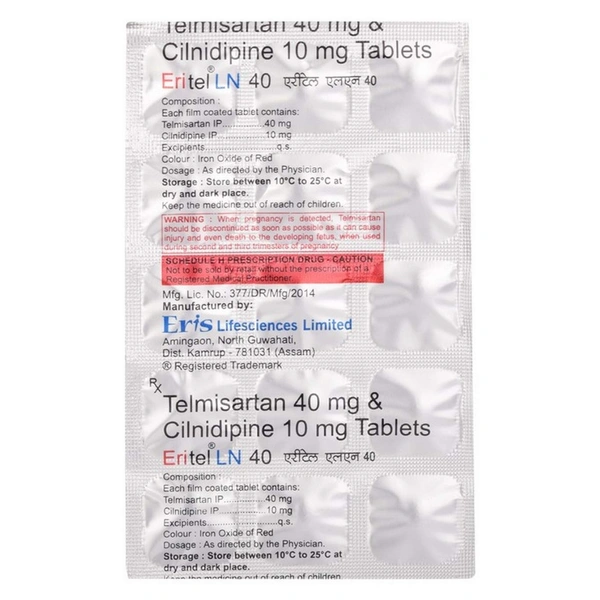 Telmisartan 40 mg &
Cilnidipine 10 mg Tablets
Eritel® LN 40 एरीटेल एलएन 40
Composition :
Each film coated tablet contains:
Telmisartan IP..............40 mg
Cilnidipine IP................10 mg
Excipients......................q.s.
Colour : Iron Oxide of Red
Dosage : As directed by the Physician.
Storage : Store between 10°C to 25°C at
dry and dark place.
Keep the medicine out of reach of children.
WARNING : When pregnancy is detected, Telmisartan
should be discontinued as soon as possible as it can cause
injury and even death to the developing fetus, when used
during second and third trimesters of pregnancy
SCHEDULE H PRESCRIPTION DRUG - CAUTION
Not to be sold by retail without the prescription of a
Registered Medical Practitioner.
Mfg. Lic. No.: 377/DR/Mfg/2014
Manufactured by:
Eris Lifesciences Limited
Amingaon, North Guwahati,
Dist. Kamrup - 781031 (Assam)
® Registered Trademark
Rx
Telmisartan 40 mg &
Cilnidipine 10 mg Tablets
Eritel® LN 40 एरीटेल एलएन 40
Composition :
Each film coated tablet contains:
Telmisartan IP..............40 mg
Cilnidipine IP................10 mg
Excipients......................q.s.
Colour : Iron Oxide of Red
Dosage : As directed by the Physician.
Storage : Store between 10°C to 25°C at
dry and dark place.
Keep the medicine out of reach of children.